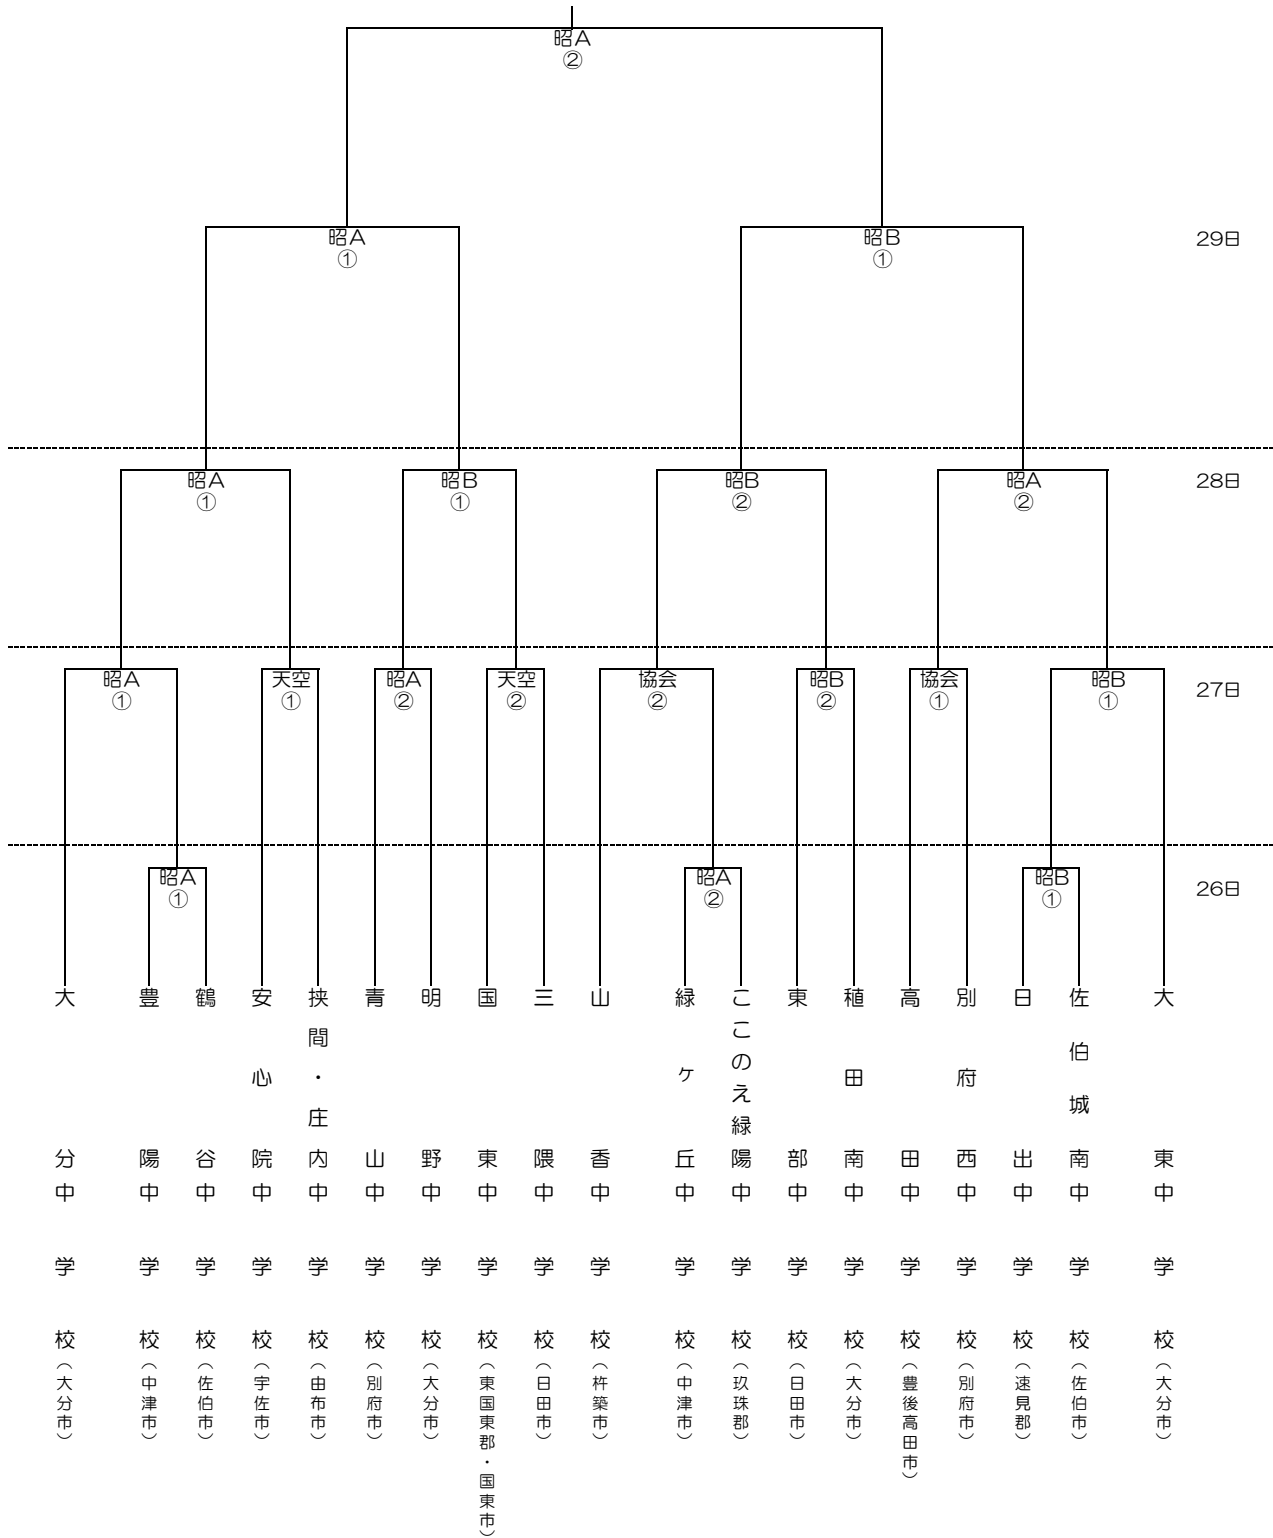 昭A
②
昭A
①
昭B
①
29日
昭A
①
昭B
①
昭B
②
昭A
②
28日
昭A
①
天空
①
昭A
②
天空
②
協会
②
昭B
②
協会
①
昭B
①
27日
昭A
①
昭A
②
昭B
①
26日
大分中学校（大分市）
豊陽中学校（中津市）
鶴谷中学校（佐伯市）
安心院中学校（宇佐市）
挾間・庄内中学校（由布市）
青山中学校（別府市）
明野中学校（大分市）
国東中学校（東国東郡・国東市）
三隈中学校（日田市）
山香中学校（杵築市）
緑ケ丘中学校（中津市）
ここのえ緑陽中学校（玖珠郡）
東部中学校（日田市）
稙田南中学校（大分市）
高田中学校（豊後高田市）
別府西中学校（別府市）
日出中学校（速見郡）
佐伯城南中学校（佐伯市）
大東中学校（大分市）